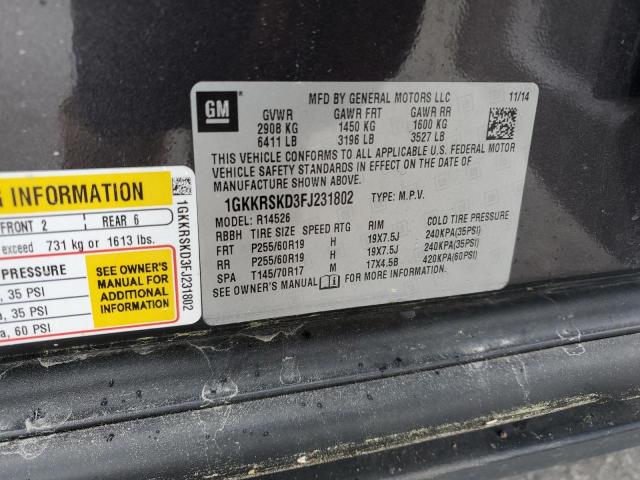 GM
MFD BY GENERAL MOTORS LLC
11/14
GVWR GAWR FRT GAWR RR
2908 KG 1450 KG 1600 KG
6411 LB 3196 LB 3527 LB
THIS VEHICLE CONFORMS TO ALL APPLICABLE U.S. FEDERAL MOTOR
VEHICLE SAFETY STANDARDS IN EFFECT ON THE DATE OF
MANUFACTURE SHOWN ABOVE.
1GKKRSKD3FJ231802 TYPE: M.P.V.
MODEL: R14526
RBBH TIRE SIZE SPEED RTG RIM COLD TIRE PRESSURE
FRT P255/60R19 H 19X7.5J 240KPA(35PSI)
RR P255/60R19 H 19X7.5J 240KPA(35PSI)
SPA T145/70R17 M 17X4.5B 420KPA(60PSI)
SEE OWNER'S MANUAL FOR MORE INFORMATION.
INFORMATION
FRONT 2 REAR 6
exceed 731 kg or 1613 lbs.
PRESSURE
35 PSI
35 PSI
60 PSI
SEE OWNER'S
MANUAL FOR
ADDITIONAL
INFORMATION
1GKKRSKD3FJ231802